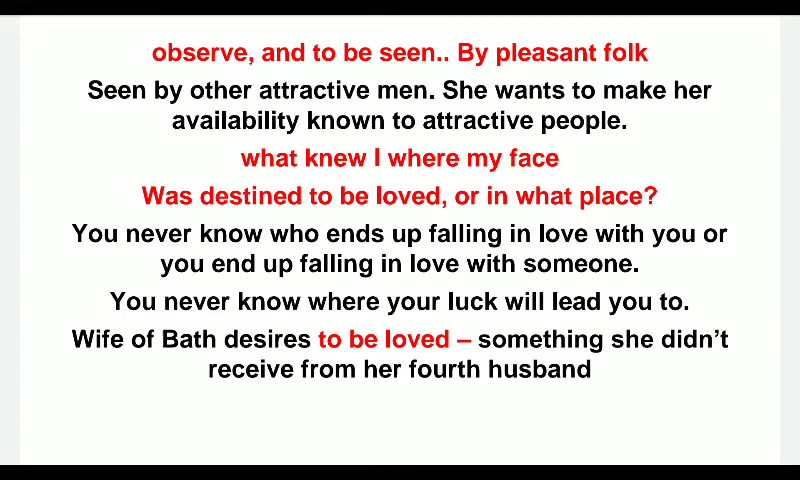 observe, and to be seen.. By pleasant folk
Seen by other attractive men. She wants to make her
availability known to attractive people.
what knew I where my face
Was destined to be loved, or in what place?
You never know who ends up falling in love with you or
you end up falling in love with someone.
You never know where your luck will lead you to.
Wife of Bath desires to be loved – something she didn’t
receive from her fourth husband